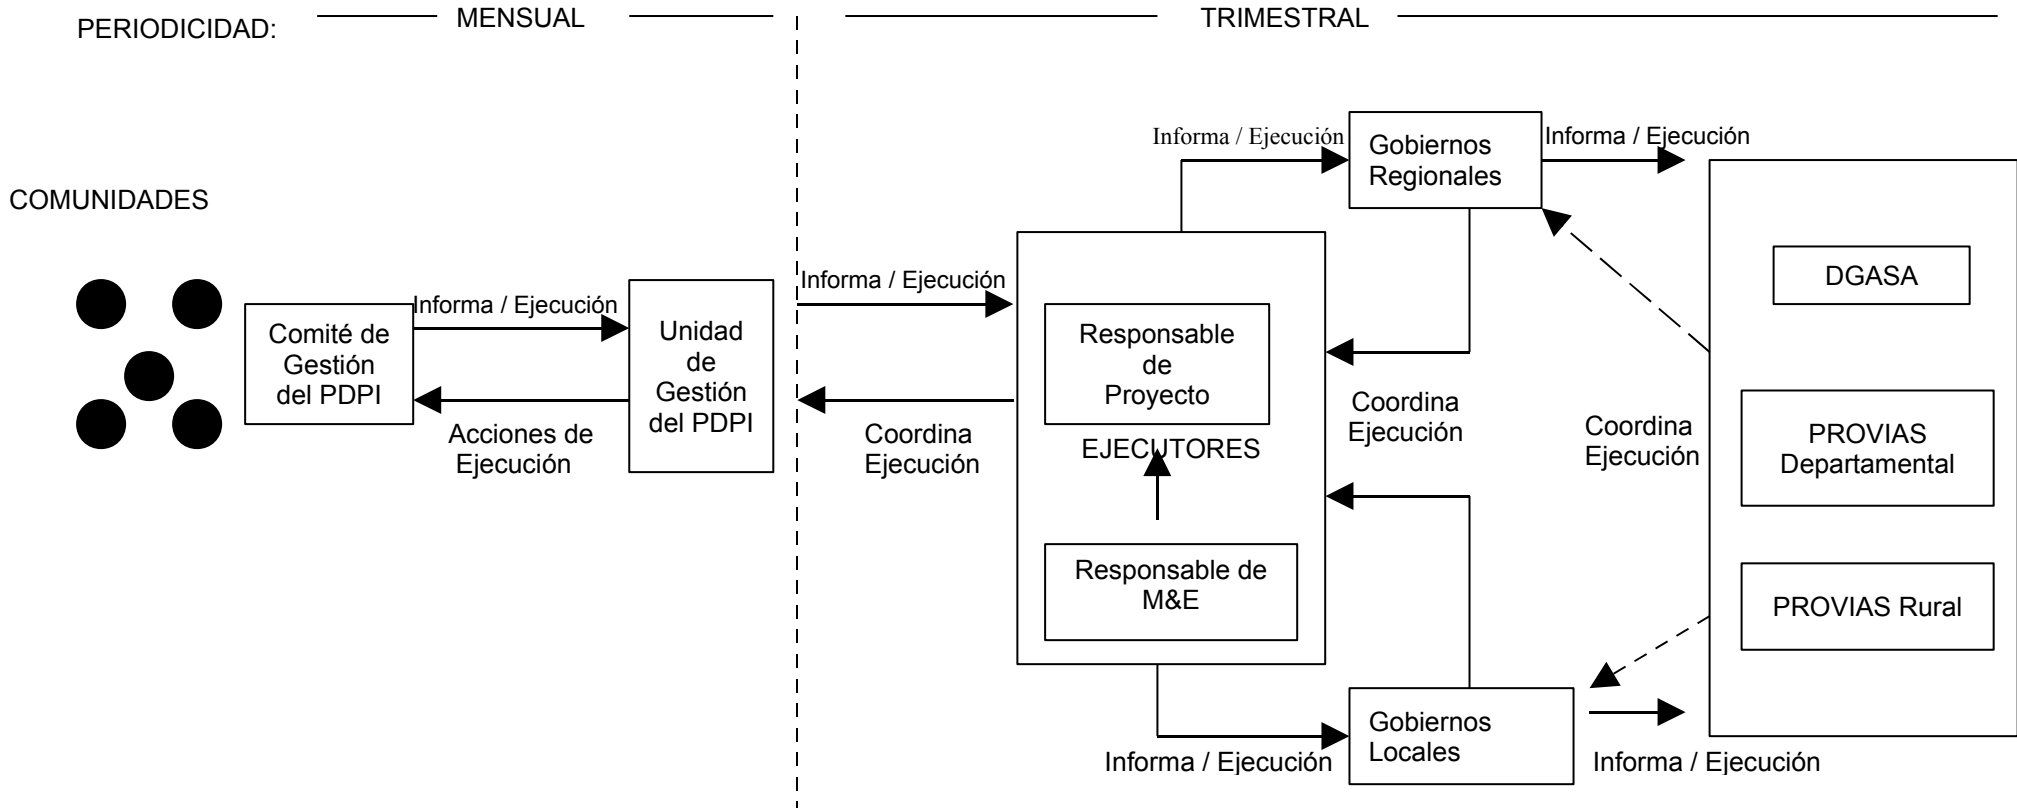 PERIODICIDAD:
MENSUAL
TRIMESTRAL
COMUNIDADES
Comité de
Gestión
del PDPI
Informa / Ejecución
Acciones de
Ejecución
Unidad
de
Gestión
del PDPI
Informa / Ejecución
Coordina
Ejecución
Responsable
de
Proyecto
EJECUTORES
Responsable de
M&E
Informa / Ejecución
Gobiernos
Regionales
Informa / Ejecución
Coordina
Ejecución
Coordina
Ejecución
DGASA
PROVIAS
Departamental
PROVIAS Rural
Gobiernos
Locales
Informa / Ejecución
Informa / Ejecución